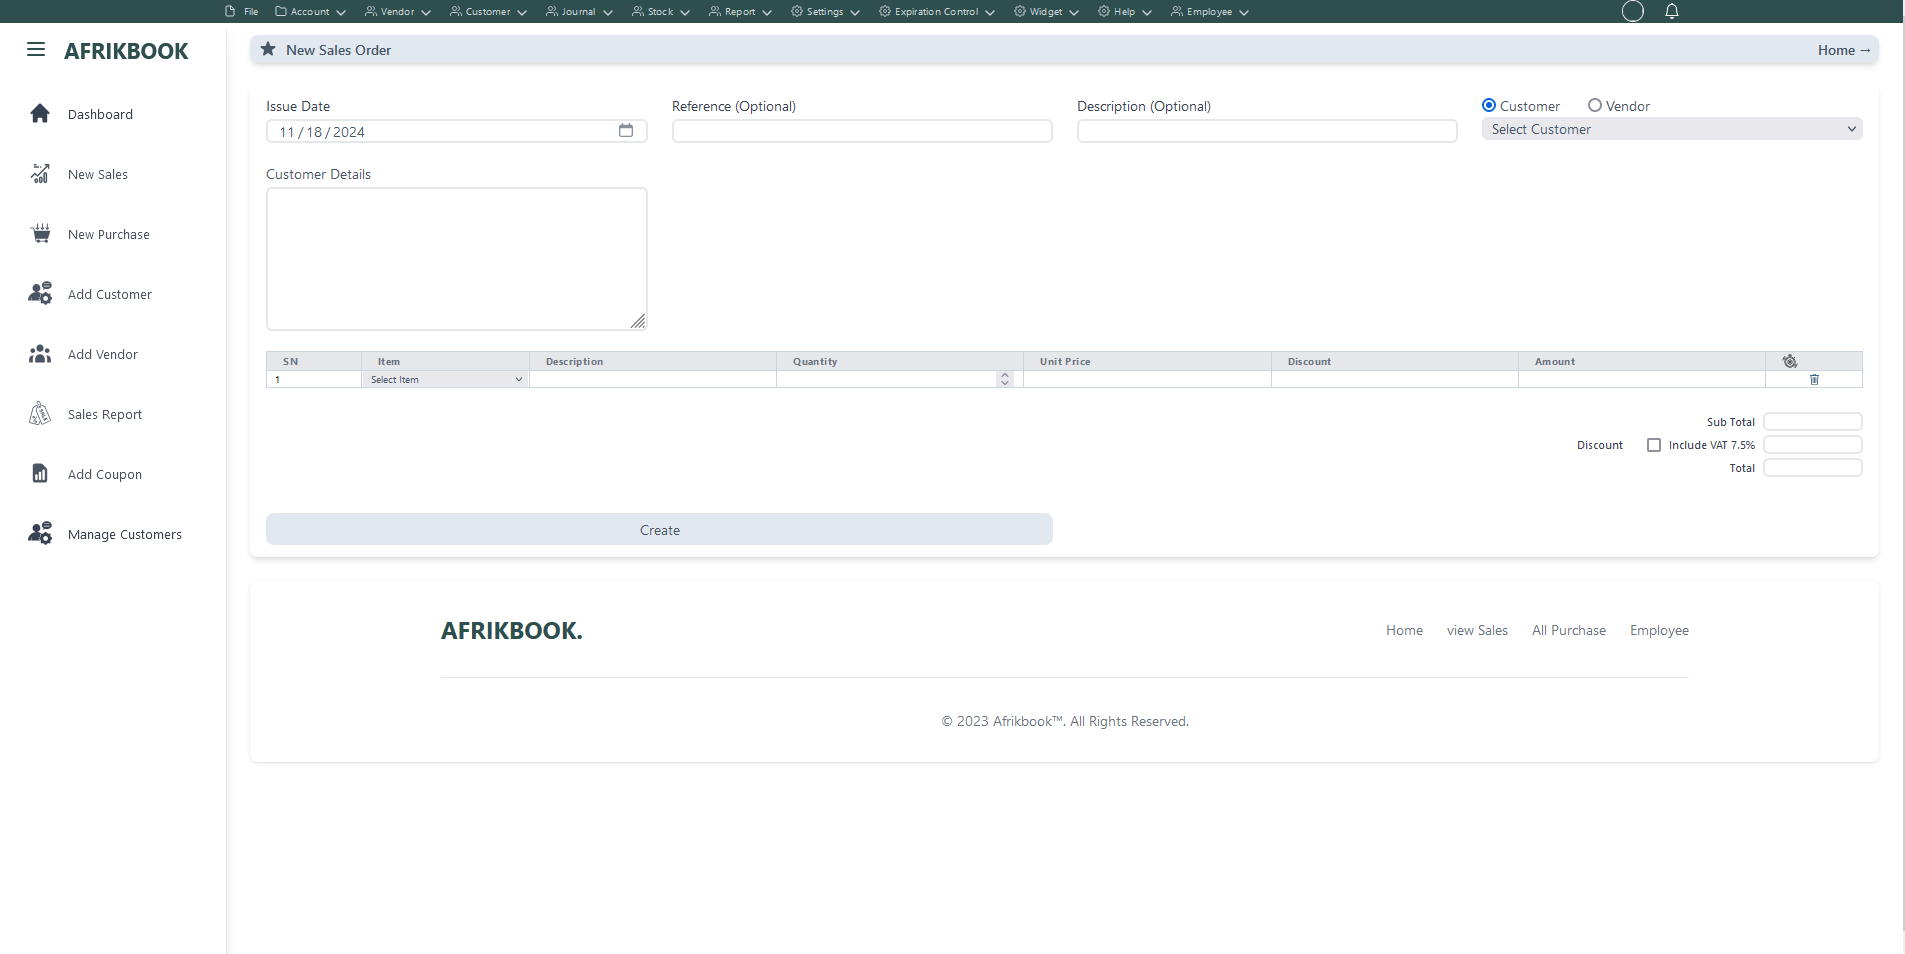 File Account Vendor Customer Journal Stock Report Settings Expiration Control Widget Help Employee
AFRIKBOOK
New Sales Order
Home →
Dashboard
New Sales
New Purchase
Add Customer
Add Vendor
Sales Report
Add Coupon
Manage Customers
Issue Date
11/18/2024
Reference (Optional)
Description (Optional)
Customer Vendor
Select Customer
Customer Details
SN Item Description Quantity Unit Price Discount Amount
1 Select Item
Sub Total
Discount Include VAT 7.5%
Total
Create
AFRIKBOOK.
Home view Sales All Purchase Employee
© 2023 Afrikbook™. All Rights Reserved.